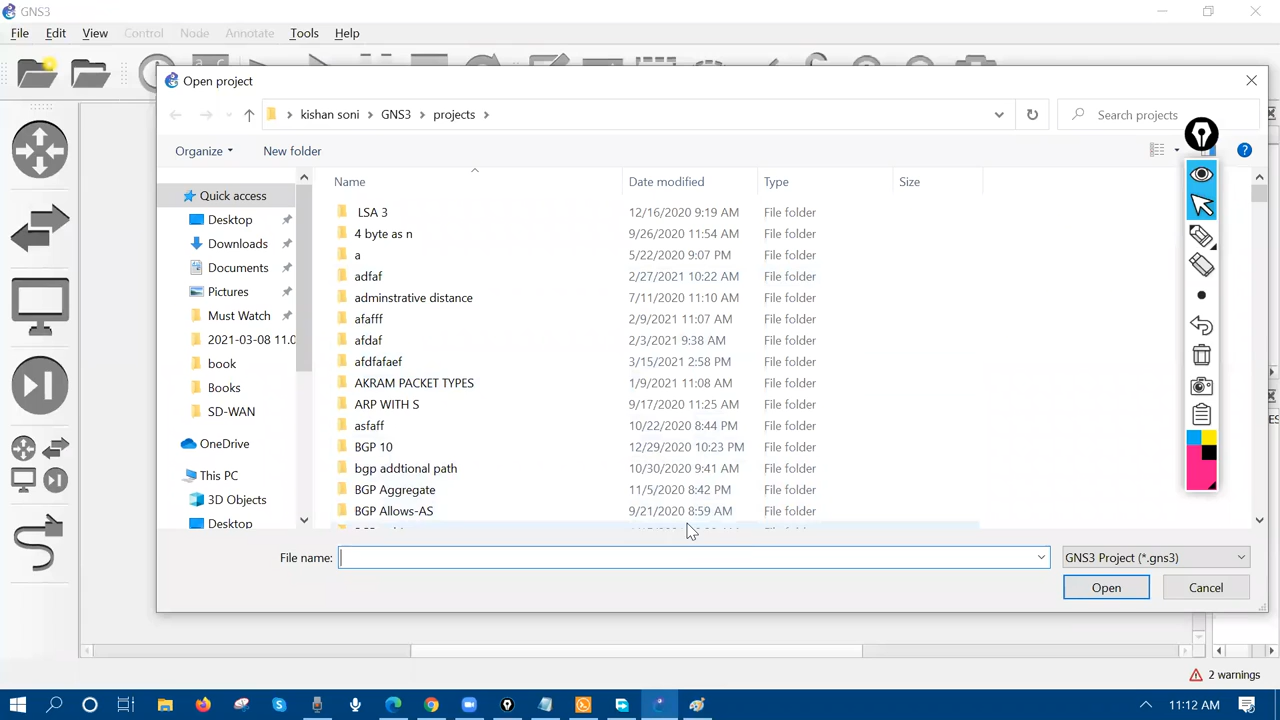 GNS3
File Edit View Control Node Annotate Tools Help
Open project
kishan soni GNS3 projects
Search projects
Organize New folder
Name Date modified Type Size
Quick access
Desktop
Downloads
Documents
Pictures
Must Watch
2021-03-08 11.0
book
Books
SD-WAN
OneDrive
This PC
3D Objects
Desktop
LSA 3 12/16/2020 9:19 AM File folder
4 byte as n 9/26/2020 11:54 AM File folder
a 5/22/2020 9:07 PM File folder
adfaf 2/27/2021 10:22 AM File folder
adminstrative distance 7/11/2020 11:10 AM File folder
afafff 2/9/2021 11:07 AM File folder
afdaf 2/3/2021 9:38 AM File folder
afdfafaef 3/15/2021 2:58 PM File folder
AKRAM PACKET TYPES 1/9/2021 11:08 AM File folder
ARP WITH S 9/17/2020 11:25 AM File folder
asfaff 10/22/2020 8:44 PM File folder
BGP 10 12/29/2020 10:23 PM File folder
bgp addtional path 10/30/2020 9:41 AM File folder
BGP Aggregate 11/5/2020 8:42 PM File folder
BGP Allows-AS 9/21/2020 8:59 AM File folder
File name:
GNS3 Project (*.gns3)
Open Cancel
2 warnings
11:12 AM